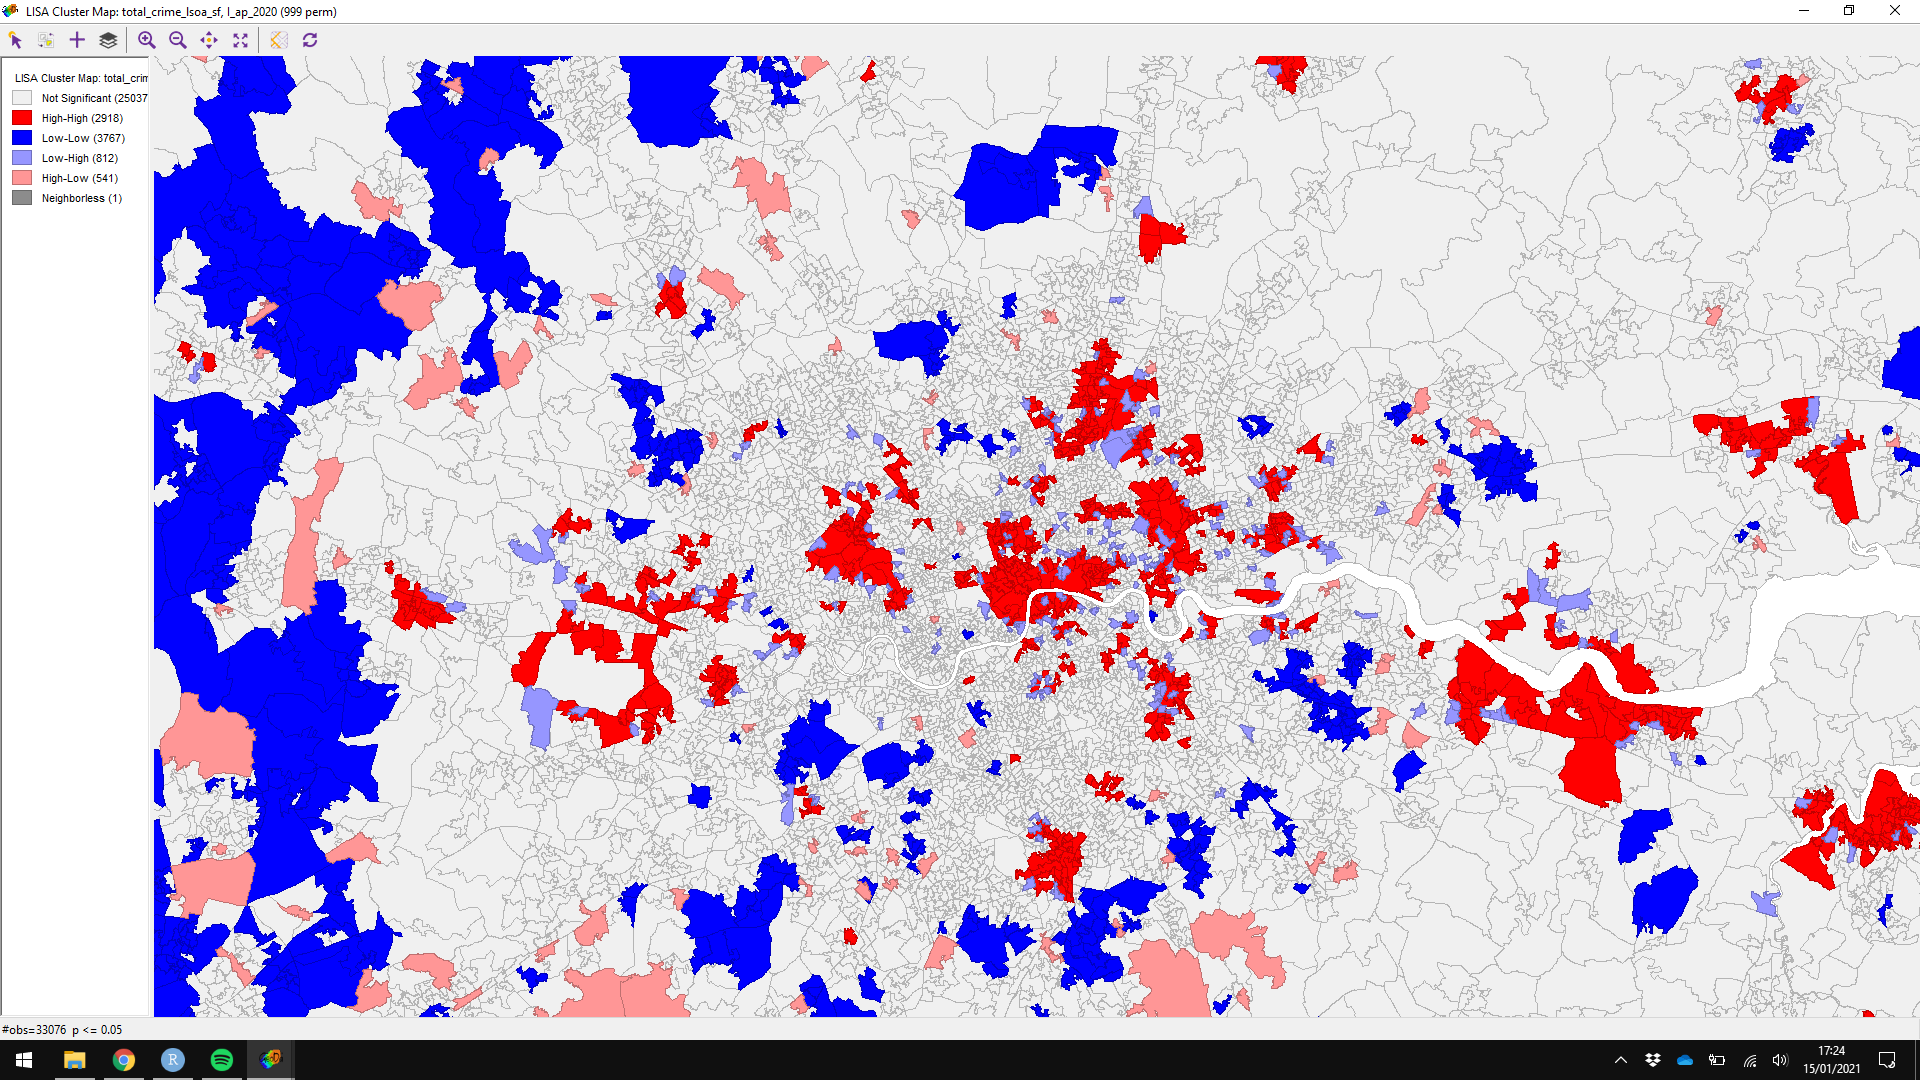 LISA Cluster Map: total_crime_lsoa_sf, I_ap_2020 (999 perm)
LISA Cluster Map: total_crim
Not Significant (25037
High-High (2918)
Low-Low (3767)
Low-High (812)
High-Low (541)
Neighborless (1)
#obs=33076 p <= 0.05
R
17:24
15/01/2021